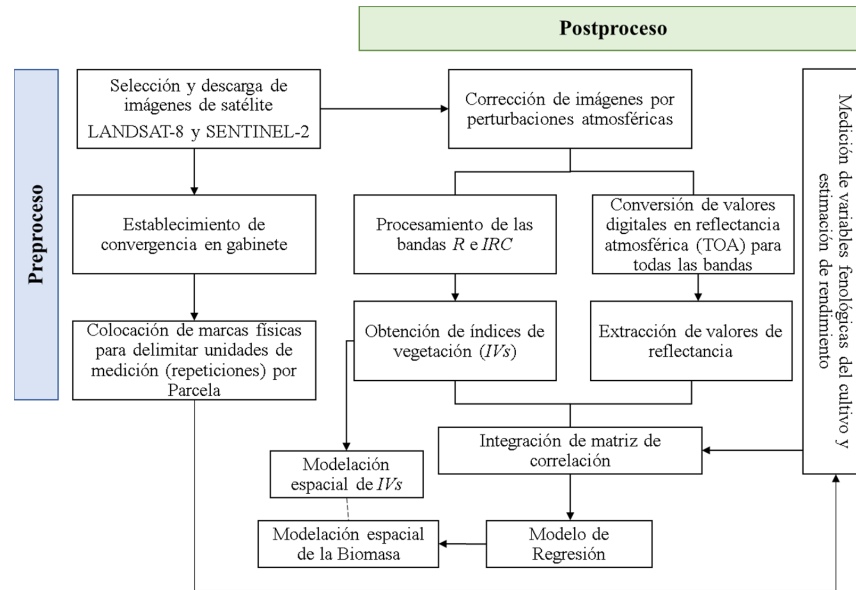 Postproceso
Preproceso
Selección y descarga de
imágenes de satélite
LANDSAT-8 y SENTINEL-2
Corrección de imágenes por
perturbaciones atmosféricas
Establecimiento de
convergencia en gabinete
Procesamiento de las
bandas R e IRC
Conversión de valores
digitales en reflectancia
atmosférica (TOA) para
todas las bandas
Colocación de marcas físicas
para delimitar unidades de
medición (repeticiones) por
Parcela
Obtención de índices de
vegetación (IVs)
Extracción de valores de
reflectancia
Medición de variables fenológicas del cultivo y
estimación de rendimiento
Integración de matriz de
correlación
Modelación
espacial de IVs
Modelación espacial
de la Biomasa
Modelo de
Regresión